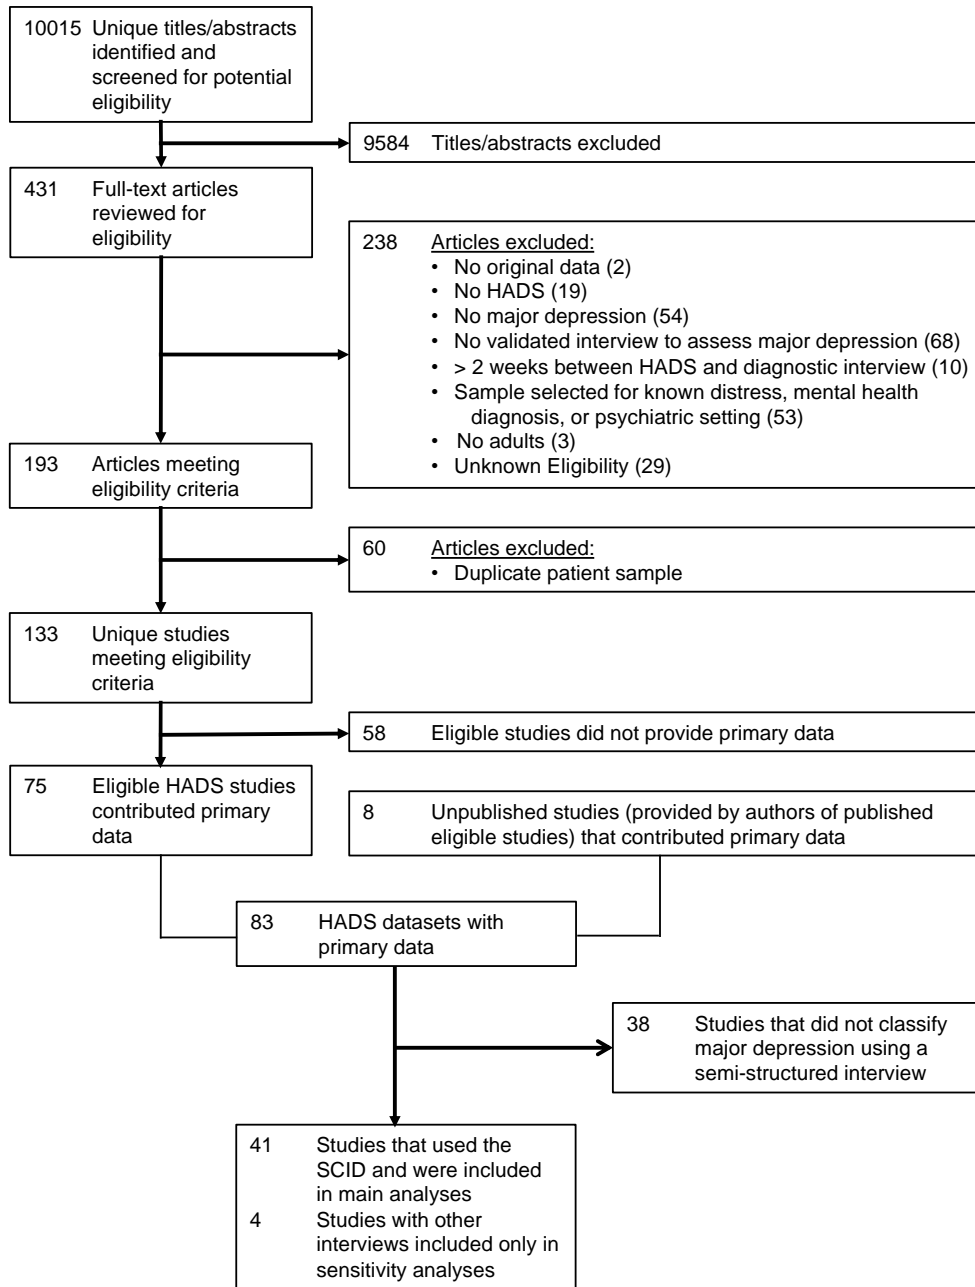 10015 Unique titles/abstracts
identified and
screened for potential
eligibility
9584 Titles/abstracts excluded
431 Full-text articles
reviewed for
eligibility
238 Articles excluded:
• No original data (2)
• No HADS (19)
• No major depression (54)
• No validated interview to assess major depression (68)
• > 2 weeks between HADS and diagnostic interview (10)
• Sample selected for known distress, mental health
diagnosis, or psychiatric setting (53)
• No adults (3)
• Unknown Eligibility (29)
193 Articles meeting
eligibility criteria
60 Articles excluded:
• Duplicate patient sample
133 Unique studies
meeting eligibility
criteria
58 Eligible studies did not provide primary data
75 Eligible HADS studies
contributed primary
data
8 Unpublished studies (provided by authors of published
eligible studies) that contributed primary data
83 HADS datasets with
primary data
38 Studies that did not classify
major depression using a
semi-structured interview
41 Studies that used the
SCID and were included
in main analyses
4 Studies with other
interviews included only in
sensitivity analyses